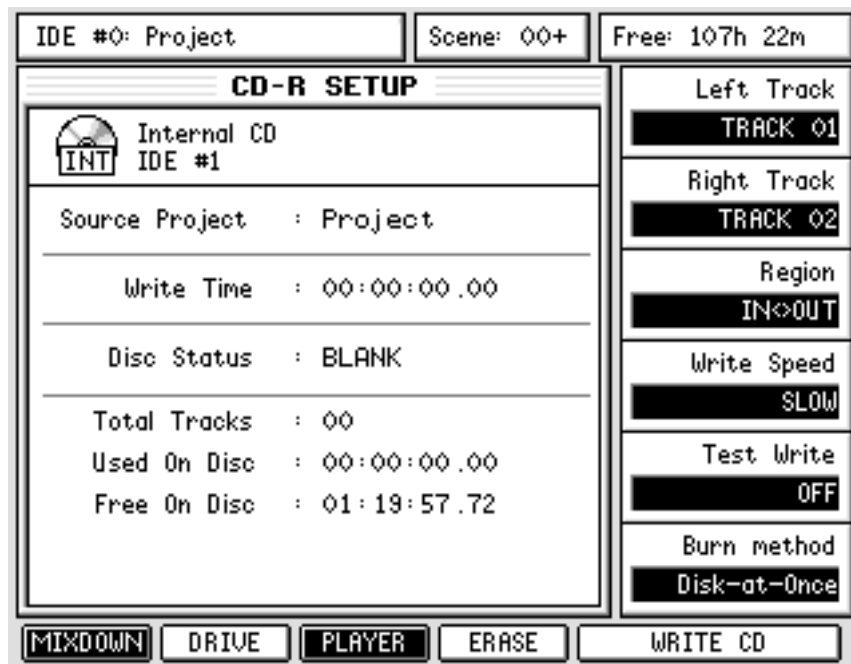 IDE #0: Project
Scene: 00+
Free: 107h 22m
CD-R SETUP
INT
Internal CD
IDE #1
Source Project : Project
Write Time : 00:00:00.00
Disc Status : BLANK
Total Tracks : 00
Used On Disc : 00:00:00.00
Free On Disc : 01:19:57.72
Left Track
TRACK 01
Right Track
TRACK 02
Region
IN<>OUT
Write Speed
SLOW
Test Write
OFF
Burn method
Disk-at-Once
MIXDOWN DRIVE PLAYER ERASE WRITE CD